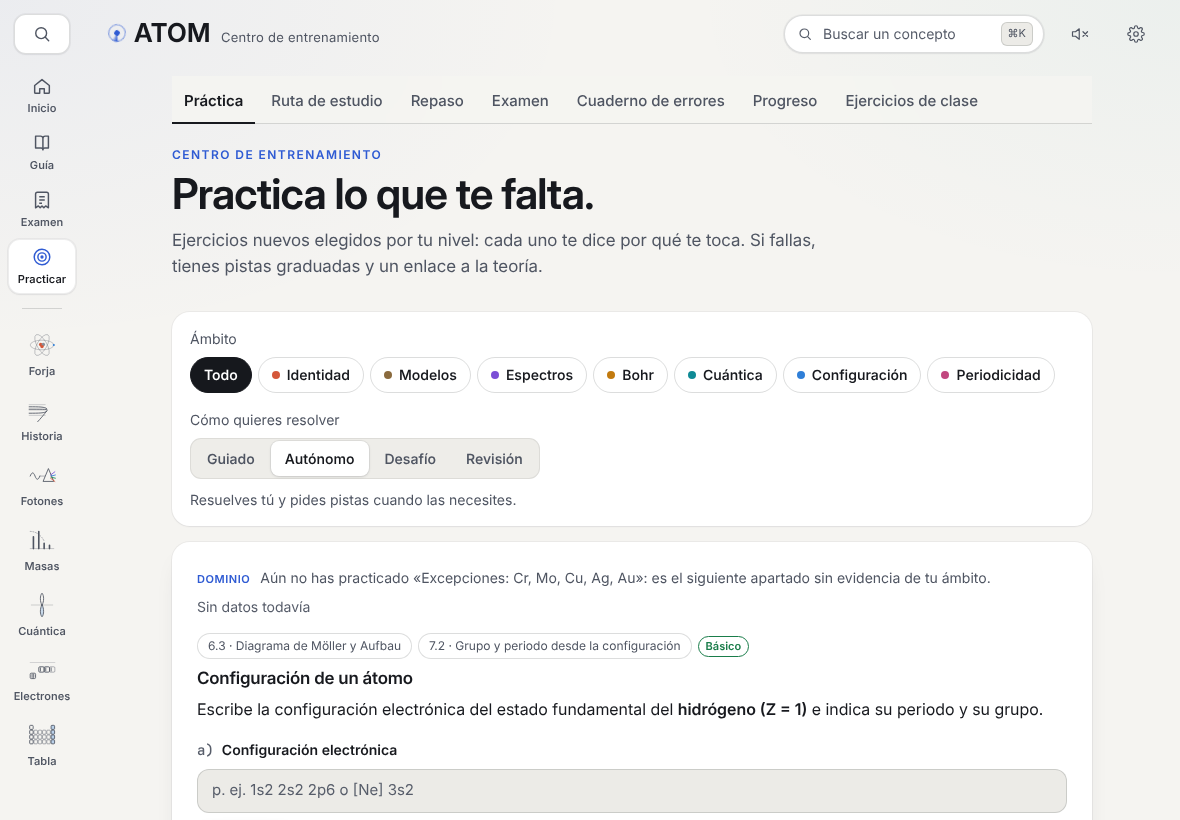 ATOM Centro de entrenamiento
Buscar un concepto ⌘K
Inicio
Guía
Examen
Practicar
Forja
Historia
Fotones
Masas
Cuántica
Electrones
Tabla
Práctica Ruta de estudio Repaso Examen Cuaderno de errores Progreso Ejercicios de clase
CENTRO DE ENTRENAMIENTO
Practica lo que te falta.
Ejercicios nuevos elegidos por tu nivel: cada uno te dice por qué te toca. Si fallas,
tienes pistas graduadas y un enlace a la teoría.
Ámbito
Todo Identidad Modelos Espectros Bohr Cuántica Configuración Periodicidad
Cómo quieres resolver
Guiado Autónomo Desafío Revisión
Resuelves tú y pides pistas cuando las necesites.
DOMINIO Aún no has practicado «Excepciones: Cr, Mo, Cu, Ag, Au»: es el siguiente apartado sin evidencia de tu ámbito.
Sin datos todavía
6.3 · Diagrama de Möller y Aufbau 7.2 · Grupo y periodo desde la configuración Básico
Configuración de un átomo
Escribe la configuración electrónica del estado fundamental del hidrógeno (Z = 1) e indica su periodo y su grupo.
a) Configuración electrónica
p. ej. 1s2 2s2 2p6 o [Ne] 3s2